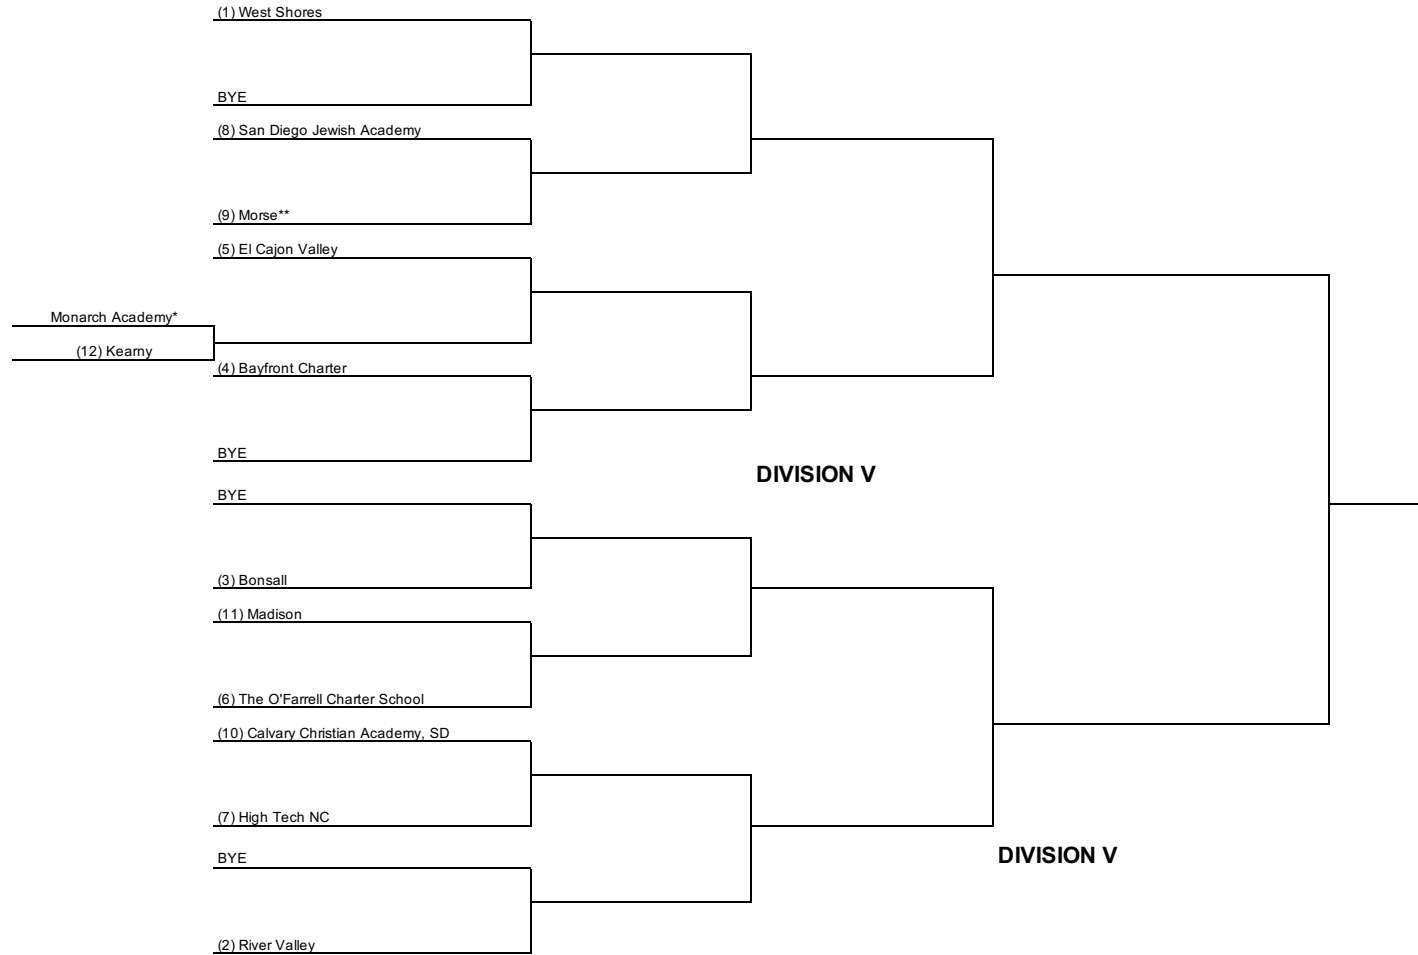 (1) West Shores
BYE
(8) San Diego Jewish Academy
(9) Morse**
(5) El Cajon Valley
Monarch Academy*
(12) Kearny
(4) Bayfront Charter
BYE
DIVISION V
BYE
(3) Bonsall
(11) Madison
(6) The O'Farrell Charter School
(10) Calvary Christian Academy, SD
(7) High Tech NC
DIVISION V
BYE
(2) River Valley